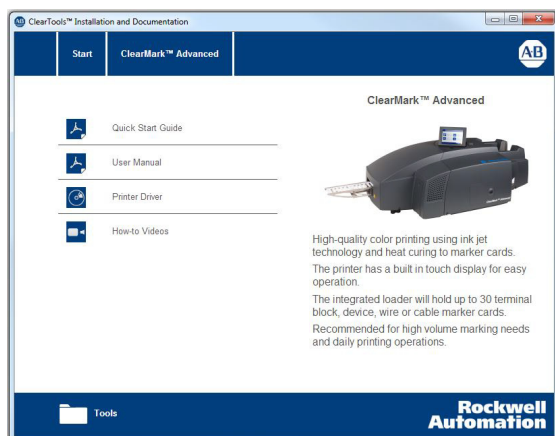 ClearTools™ Installation and Documentation
Start
ClearMark™ Advanced
AB
ClearMark™ Advanced
Quick Start Guide
User Manual
Printer Driver
How-to Videos
High-quality color printing using ink jet
technology and heat curing to marker cards.
The printer has a built in touch display for easy
operation.
The integrated loader will hold up to 30 terminal
block, device, wire or cable marker cards.
Recommended for high volume marking needs
and daily printing operations.
Tools
Rockwell
Automation